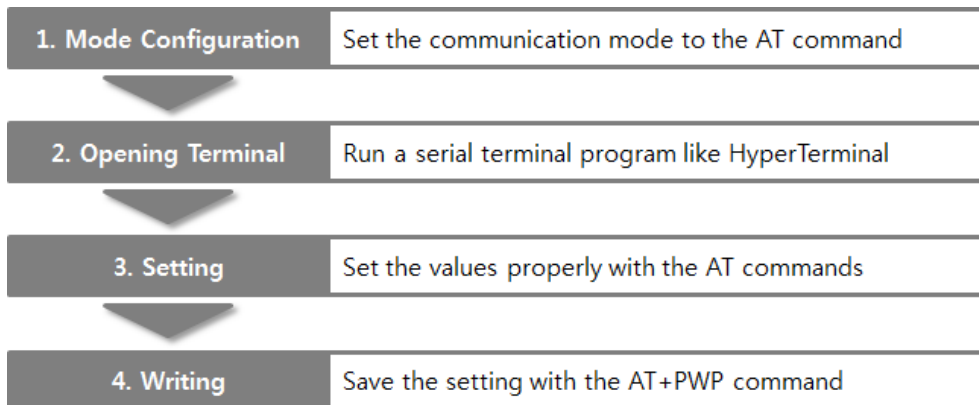 1. Mode Configuration Set the communication mode to the AT command
2. Opening Terminal Run a serial terminal program like HyperTerminal
3. Setting Set the values properly with the AT commands
4. Writing Save the setting with the AT+PWP command